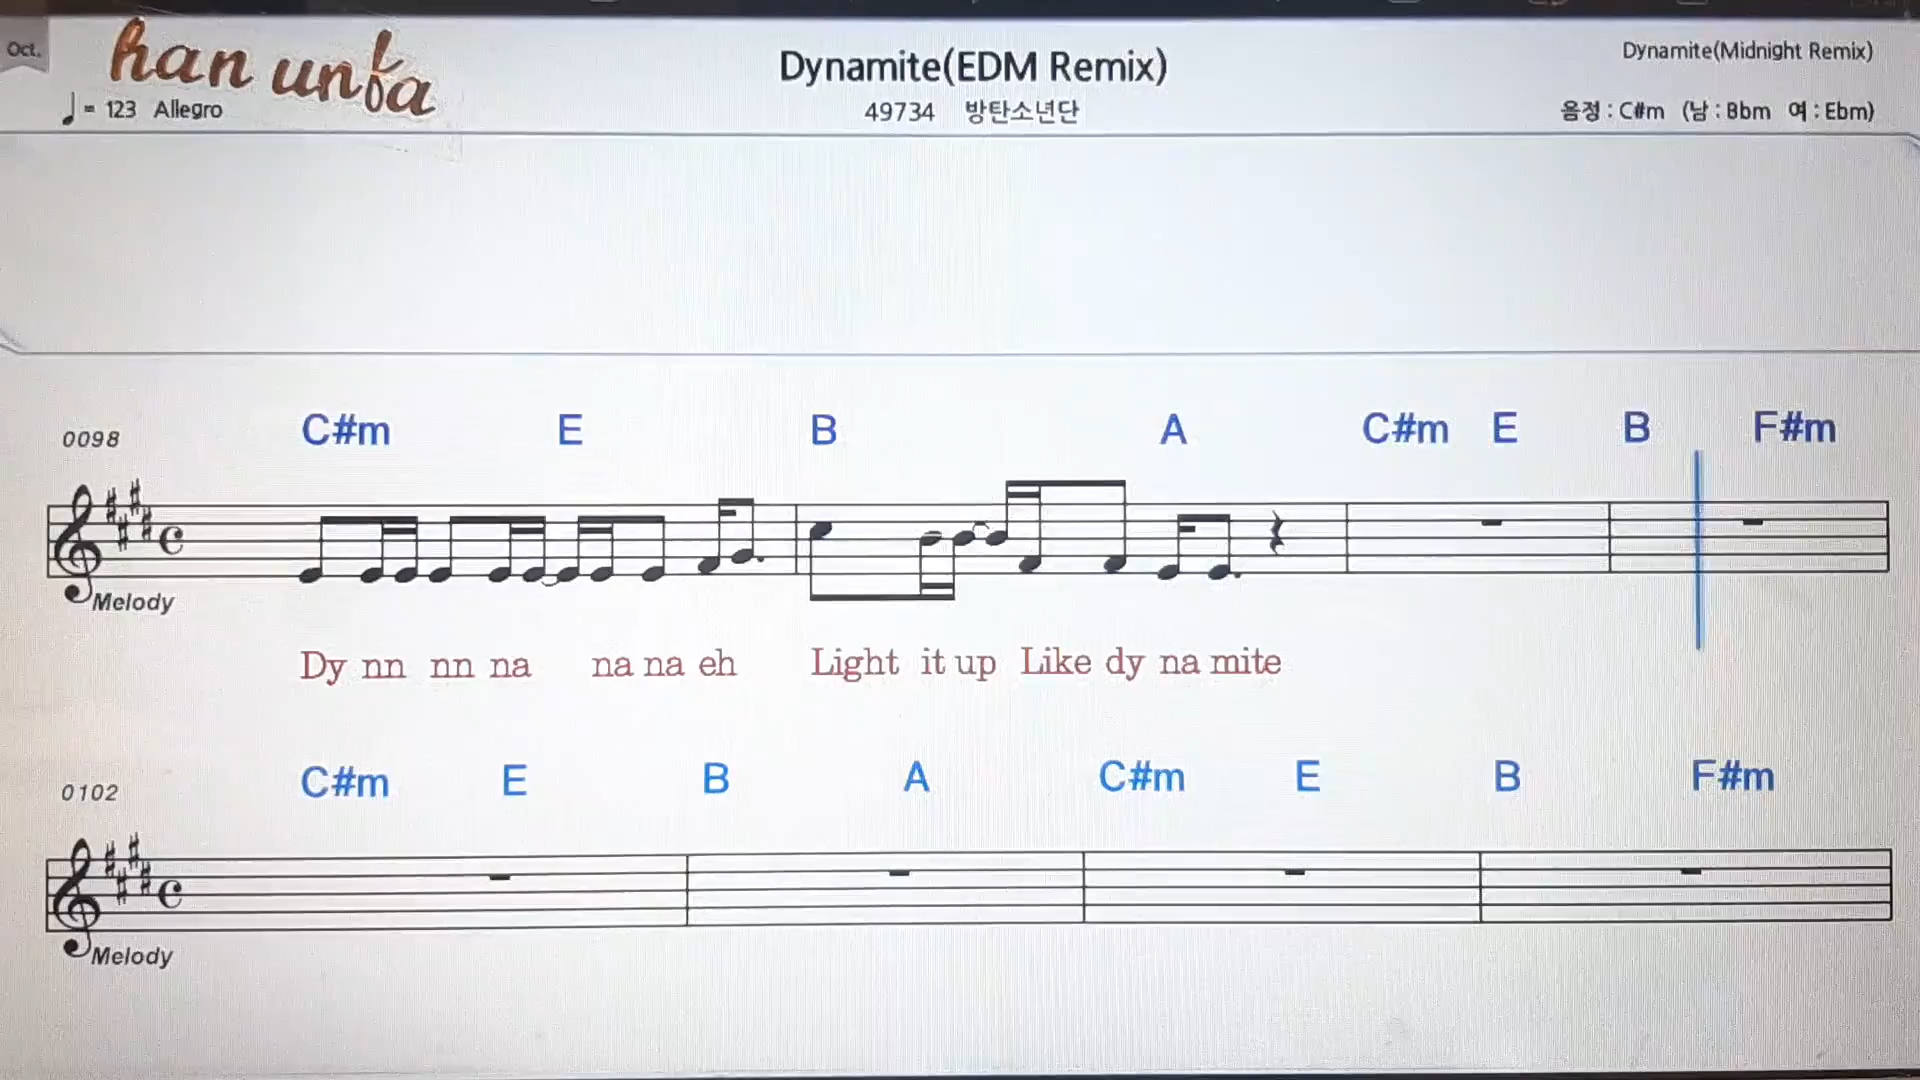 Oct.
han unfa
Dynamite(EDM Remix)
Dynamite(Midnight Remix)
♩= 123 Allegro
49734 방탄소년단
음정 : C#m (남 : Bbm 여 : Ebm)
0098 C#m E B A C#m E B F#m
Melody
Dy nn nn na na na eh Light it up Like dy na mite
0102 C#m E B A C#m E B F#m
Melody